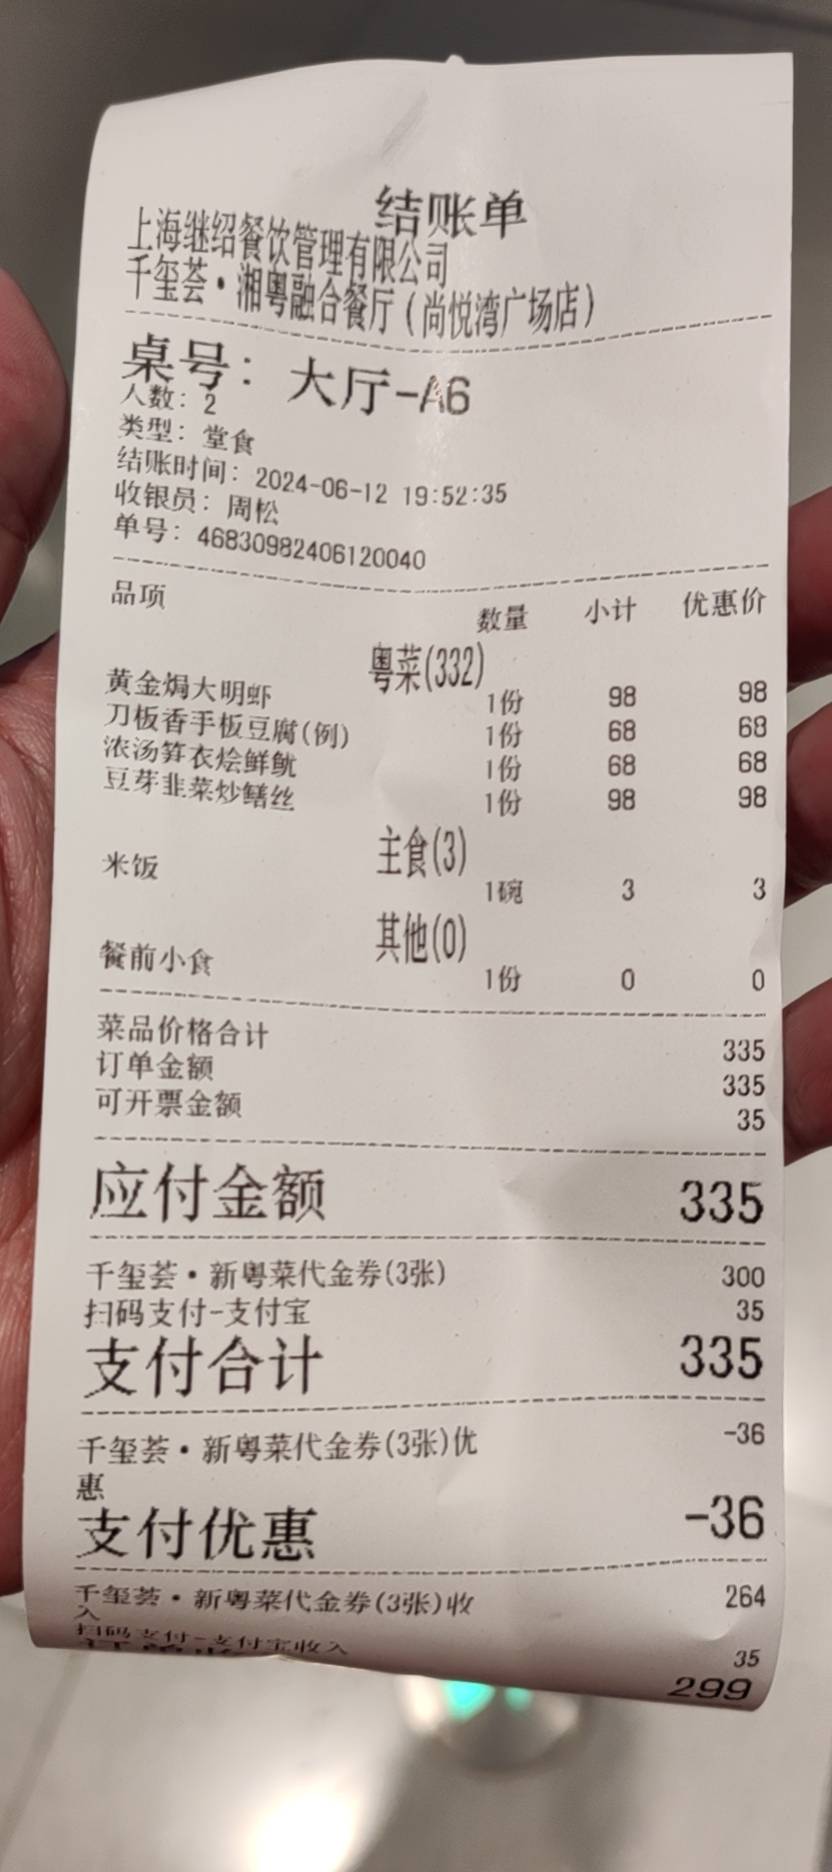 结账单
上海继绍餐饮管理有限公司
千玺荟·湘粤融合餐厅(尚悦湾广场店)
桌号: 大厅-A6
人数: 2
类型: 堂食
结账时间: 2024-06-12 19:52:35
收银员: 周松
单号: 46830982406120040
品项 数量 小计 优惠价
粤菜(332)
黄金焗大明虾 1份 98 98
刀板香手板豆腐(例) 1份 68 68
浓汤笋衣烩鲜鱿 1份 68 68
豆芽韭菜炒鳝丝 1份 98 98
主食(3)
米饭 1碗 3 3
其他(0)
餐前小食 1份 0 0
菜品价格合计 335
订单金额 335
可开票金额 35
应付金额 335
千玺荟·新粤菜代金券(3张) 300
扫码支付-支付宝 35
支付合计 335
千玺荟·新粤菜代金券(3张)优 -36
惠
支付优惠 -36
千玺荟·新粤菜代金券(3张)收 264
入
扫码支付-支付宝收入 35
299